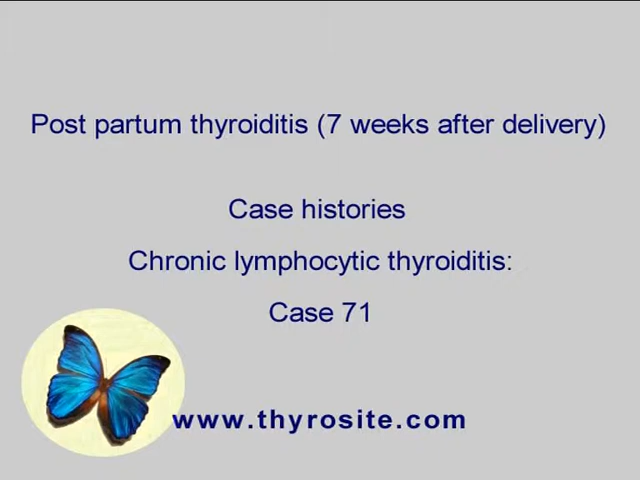 Post partum thyroiditis (7 weeks after delivery)
Case histories
Chronic lymphocytic thyroiditis:
Case 71
www.thyrosite.com